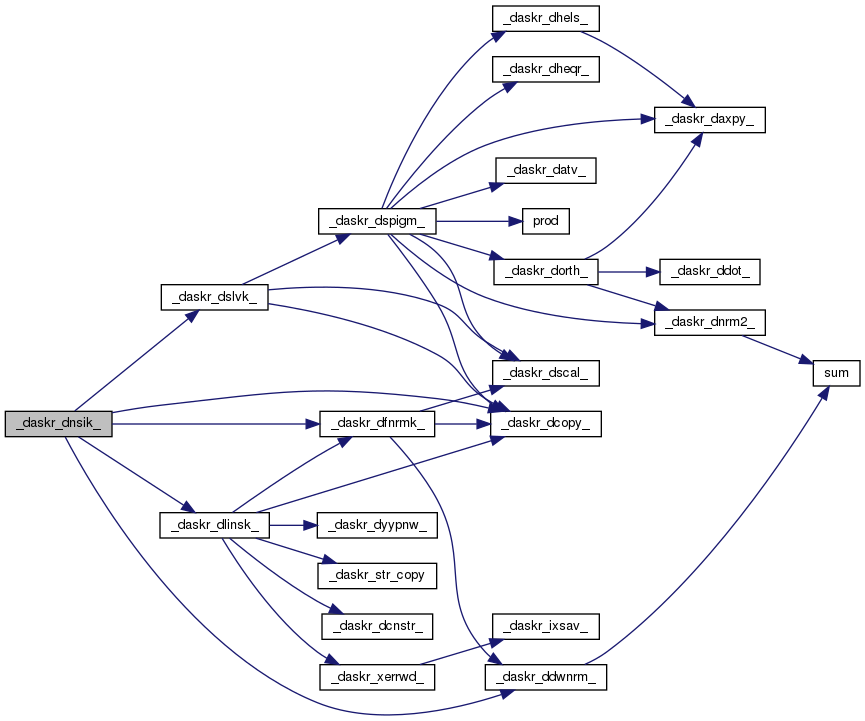 _daskr_dhels_
_daskr_dheqr_
_daskr_daxpy_
_daskr_datv_
_daskr_dspigm_
prod
_daskr_dorth_
_daskr_ddot_
_daskr_dslvk_
_daskr_dnrm2_
_daskr_dscal_
sum
_daskr_dnsik_
_daskr_dfnrmk_
_daskr_dcopy_
_daskr_dlinsk_
_daskr_dyypnw_
_daskr_str_copy
_daskr_dcnstr_
_daskr_ixsav_
_daskr_xerrwd_
_daskr_ddwnrm_